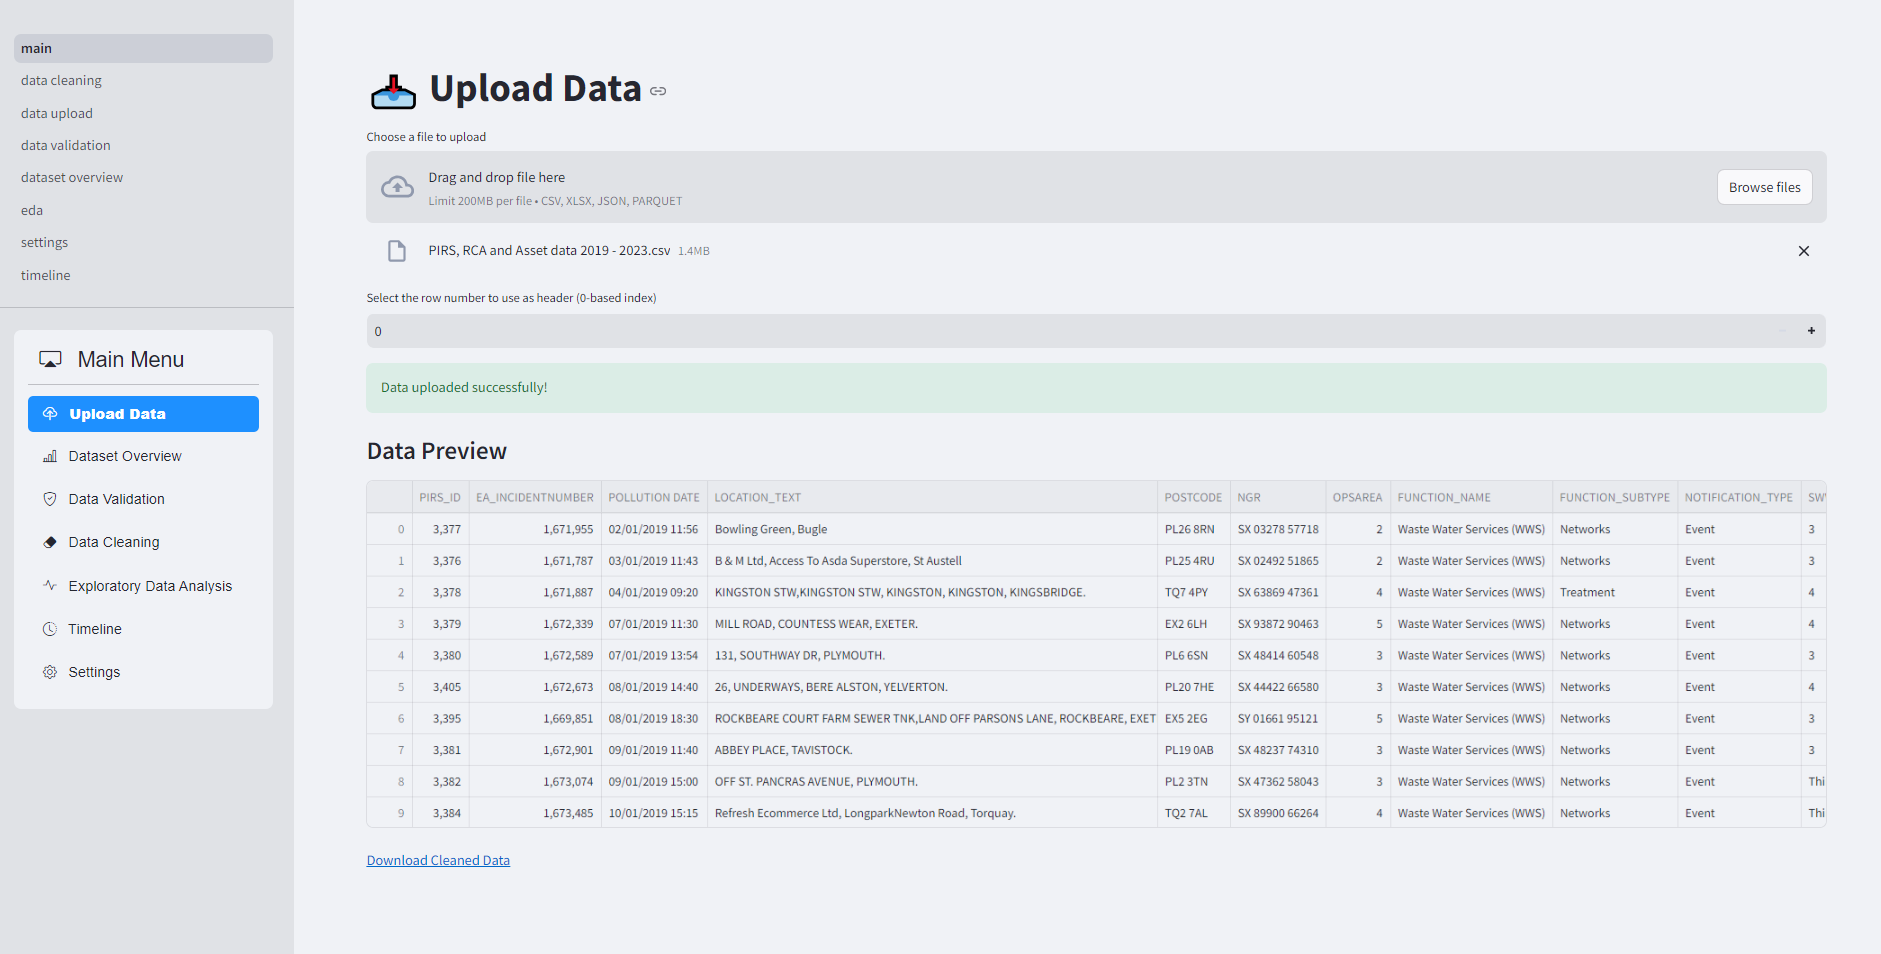 main
data cleaning
data upload
data validation
dataset overview
eda
settings
timeline
Main Menu
Upload Data
Dataset Overview
Data Validation
Data Cleaning
Exploratory Data Analysis
Timeline
Settings
Upload Data
Choose a file to upload
Drag and drop file here
Limit 200MB per file • CSV, XLSX, JSON, PARQUET
Browse files
PIRS, RCA and Asset data 2019 - 2023.csv 1.4MB
Select the row number to use as header (0-based index)
0
Data uploaded successfully!
Data Preview
PIRS_ID EA_INCIDENTNUMBER POLLUTION DATE LOCATION_TEXT POSTCODE NGR OPSAREA FUNCTION_NAME FUNCTION_SUBTYPE NOTIFICATION_TYPE SW
0 3,377 1,671,955 02/01/2019 11:56 Bowling Green, Bugle PL26 8RN SX 03278 57718 2 Waste Water Services (WWS) Networks Event 3
1 3,376 1,671,787 03/01/2019 11:43 B & M Ltd, Access To Asda Superstore, St Austell PL25 4RU SX 02492 51865 2 Waste Water Services (WWS) Networks Event 3
2 3,378 1,671,887 04/01/2019 09:20 KINGSTON STW,KINGSTON STW, KINGSTON, KINGSTON, KINGSBRIDGE. TQ7 4PY SX 63869 47361 4 Waste Water Services (WWS) Treatment Event 4
3 3,379 1,672,339 07/01/2019 11:30 MILL ROAD, COUNTESS WEAR, EXETER. EX2 6LH SX 93872 90463 5 Waste Water Services (WWS) Networks Event 4
4 3,380 1,672,589 07/01/2019 13:54 131, SOUTHWAY DR, PLYMOUTH. PL6 6SN SX 48414 60548 3 Waste Water Services (WWS) Networks Event 3
5 3,405 1,672,673 08/01/2019 14:40 26, UNDERWAYS, BERE ALSTON, YELVERTON. PL20 7HE SX 44422 66580 3 Waste Water Services (WWS) Networks Event 4
6 3,395 1,669,851 08/01/2019 18:30 ROCKBEARE COURT FARM SEWER TNK,LAND OFF PARSONS LANE, ROCKBEARE, EXET EX5 2EG SY 01661 95121 5 Waste Water Services (WWS) Networks Event 3
7 3,381 1,672,901 09/01/2019 11:40 ABBEY PLACE, TAVISTOCK. PL19 0AB SX 48237 74310 3 Waste Water Services (WWS) Networks Event 3
8 3,382 1,673,074 09/01/2019 15:00 OFF ST. PANCRAS AVENUE, PLYMOUTH. PL2 3TN SX 47362 58043 3 Waste Water Services (WWS) Networks Event Thi
9 3,384 1,673,485 10/01/2019 15:15 Refresh Ecommerce Ltd, LongparkNewton Road, Torquay. TQ2 7AL SX 89900 66264 4 Waste Water Services (WWS) Networks Event Thi
Download Cleaned Data